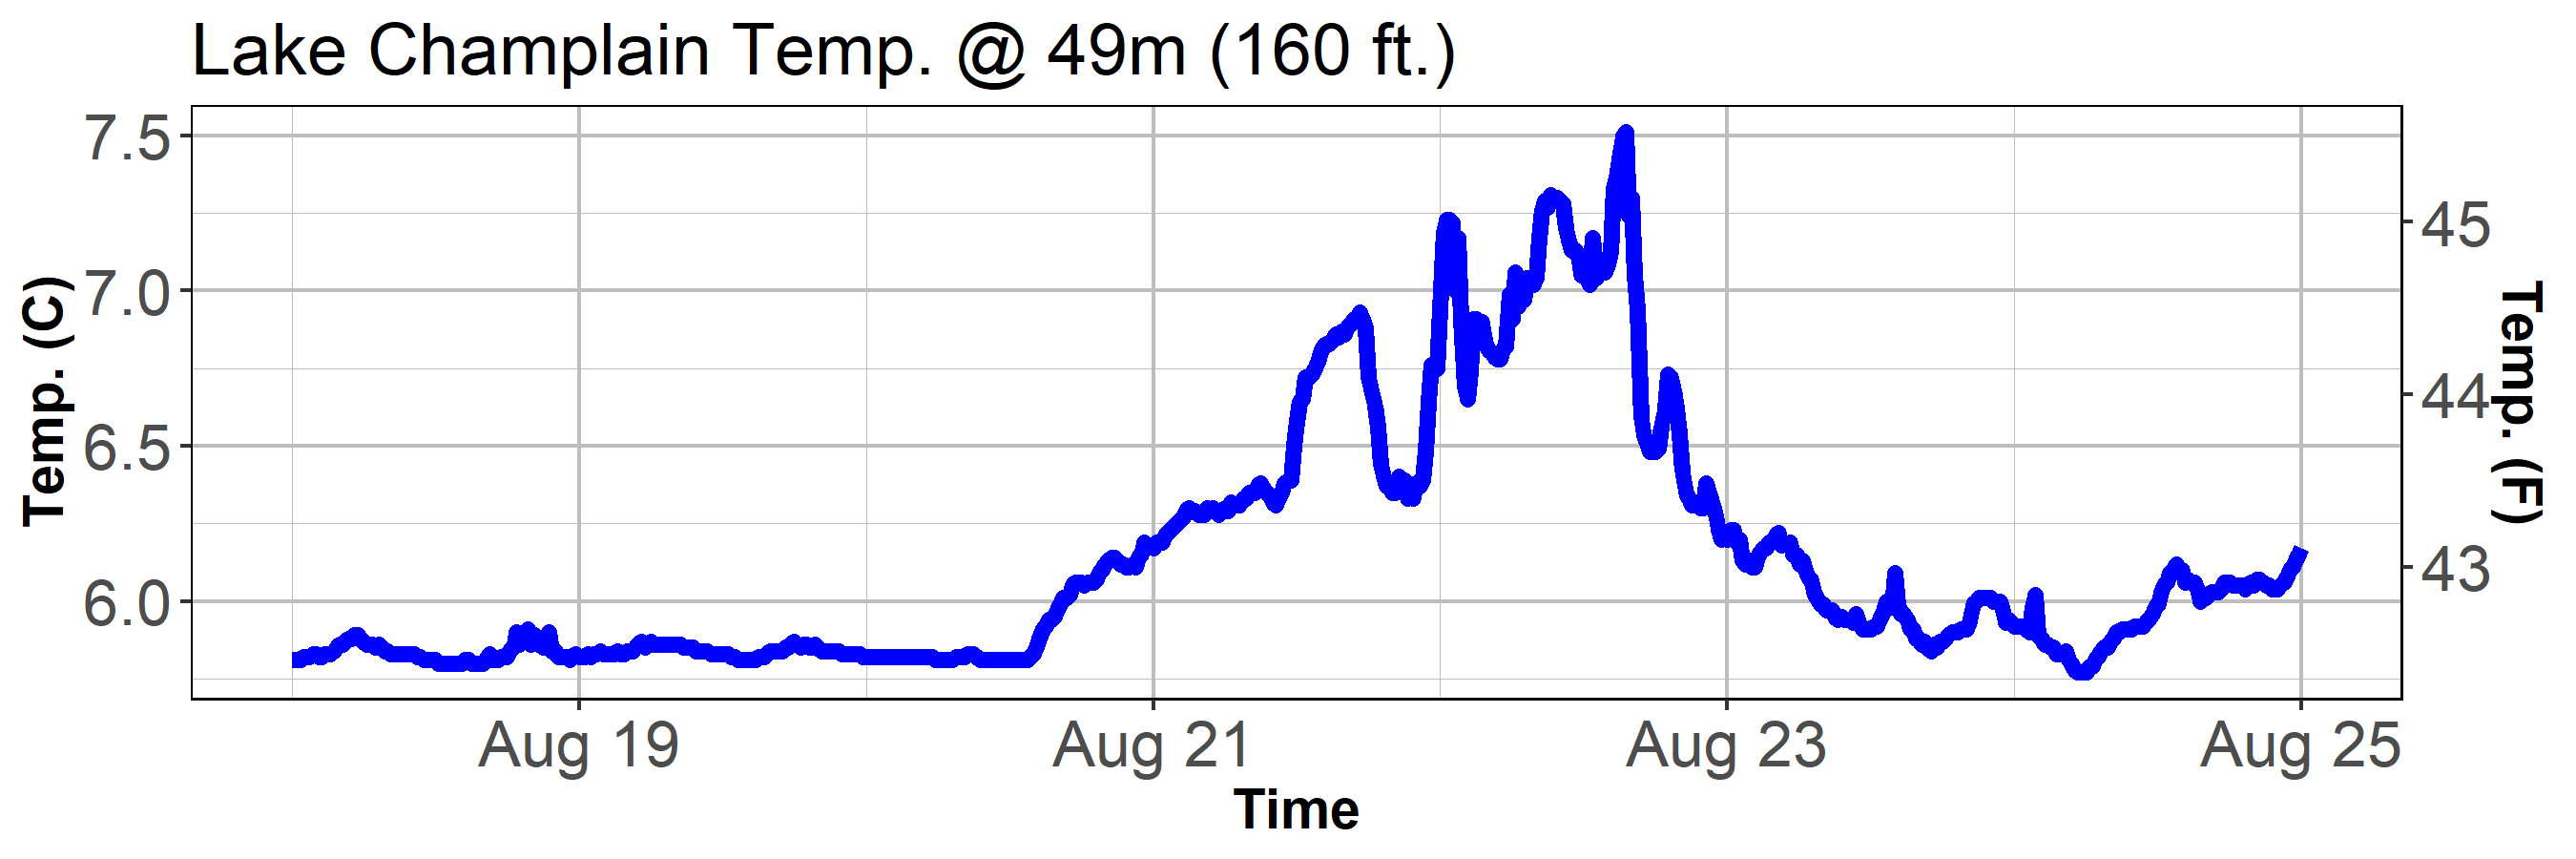 Lake Champlain Temp. @ 49m (160 ft.)
7.5
7.0
6.5
6.0
Temp. (C)
45
44
43
Temp. (F)
Aug 19 Aug 21 Aug 23 Aug 25
Time